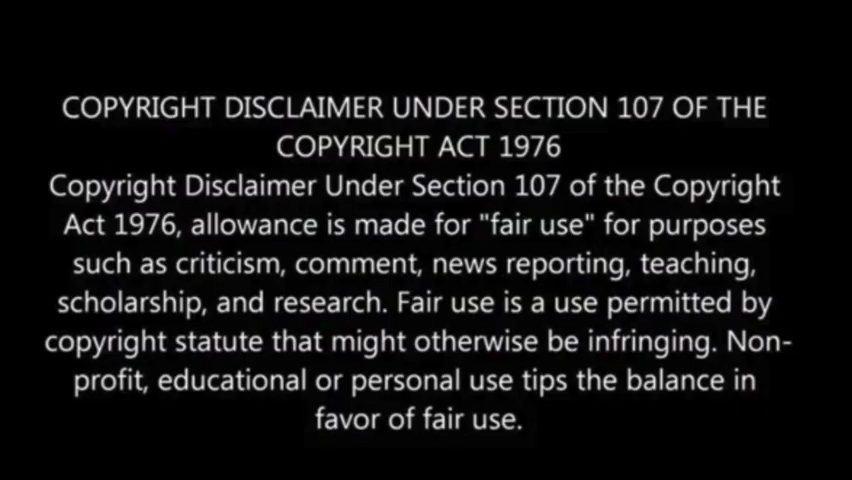 COPYRIGHT DISCLAIMER UNDER SECTION 107 OF THE
COPYRIGHT ACT 1976
Copyright Disclaimer Under Section 107 of the Copyright
Act 1976, allowance is made for "fair use" for purposes
such as criticism, comment, news reporting, teaching,
scholarship, and research. Fair use is a use permitted by
copyright statute that might otherwise be infringing. Non-
profit, educational or personal use tips the balance in
favor of fair use.